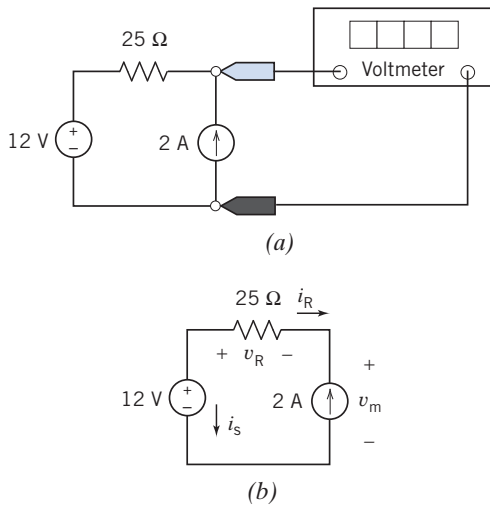 25 Ω
Voltmeter
12 V
+
−
2 A
(a)
25 Ω
i_R
+ v_R −
12 V
+
−
i_s
2 A
+
v_m
−
(b)